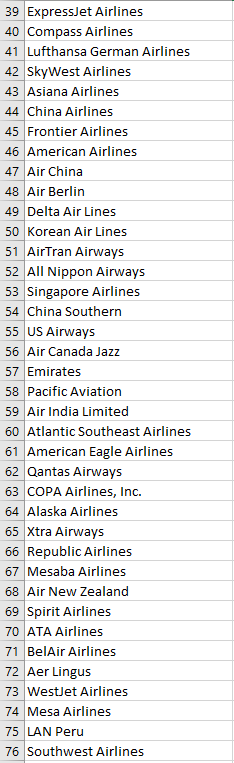 39 ExpressJet Airlines
40 Compass Airlines
41 Lufthansa German Airlines
42 SkyWest Airlines
43 Asiana Airlines
44 China Airlines
45 Frontier Airlines
46 American Airlines
47 Air China
48 Air Berlin
49 Delta Air Lines
50 Korean Air Lines
51 AirTran Airways
52 All Nippon Airways
53 Singapore Airlines
54 China Southern
55 US Airways
56 Air Canada Jazz
57 Emirates
58 Pacific Aviation
59 Air India Limited
60 Atlantic Southeast Airlines
61 American Eagle Airlines
62 Qantas Airways
63 COPA Airlines, Inc.
64 Alaska Airlines
65 Xtra Airways
66 Republic Airlines
67 Mesaba Airlines
68 Air New Zealand
69 Spirit Airlines
70 ATA Airlines
71 BelAir Airlines
72 Aer Lingus
73 WestJet Airlines
74 Mesa Airlines
75 LAN Peru
76 Southwest Airlines